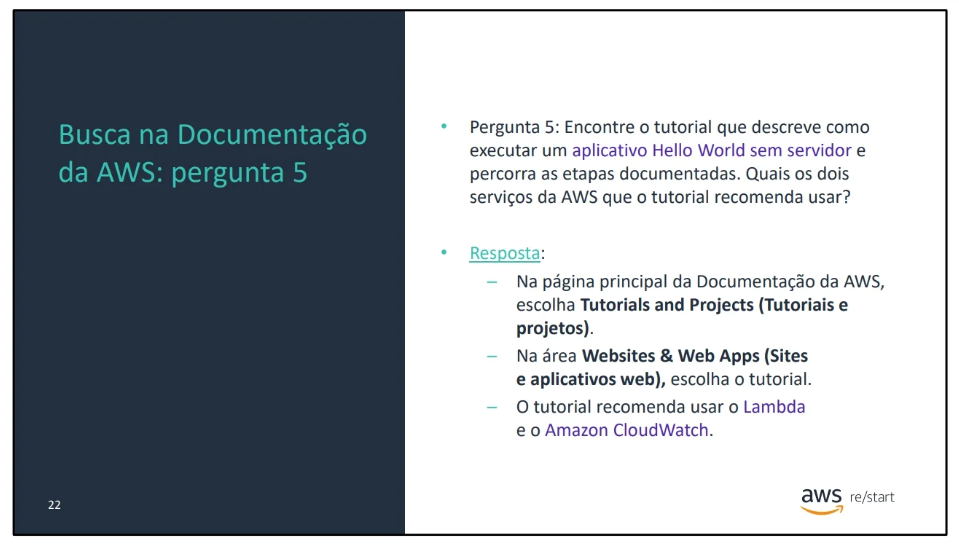 Busca na Documentação
da AWS: pergunta 5
• Pergunta 5: Encontre o tutorial que descreve como
executar um aplicativo Hello World sem servidor e
percorra as etapas documentadas. Quais os dois
serviços da AWS que o tutorial recomenda usar?
• Resposta:
– Na página principal da Documentação da AWS,
escolha Tutorials and Projects (Tutoriais e
projetos).
– Na área Websites & Web Apps (Sites
e aplicativos web), escolha o tutorial.
– O tutorial recomenda usar o Lambda
e o Amazon CloudWatch.
22
aws re/start